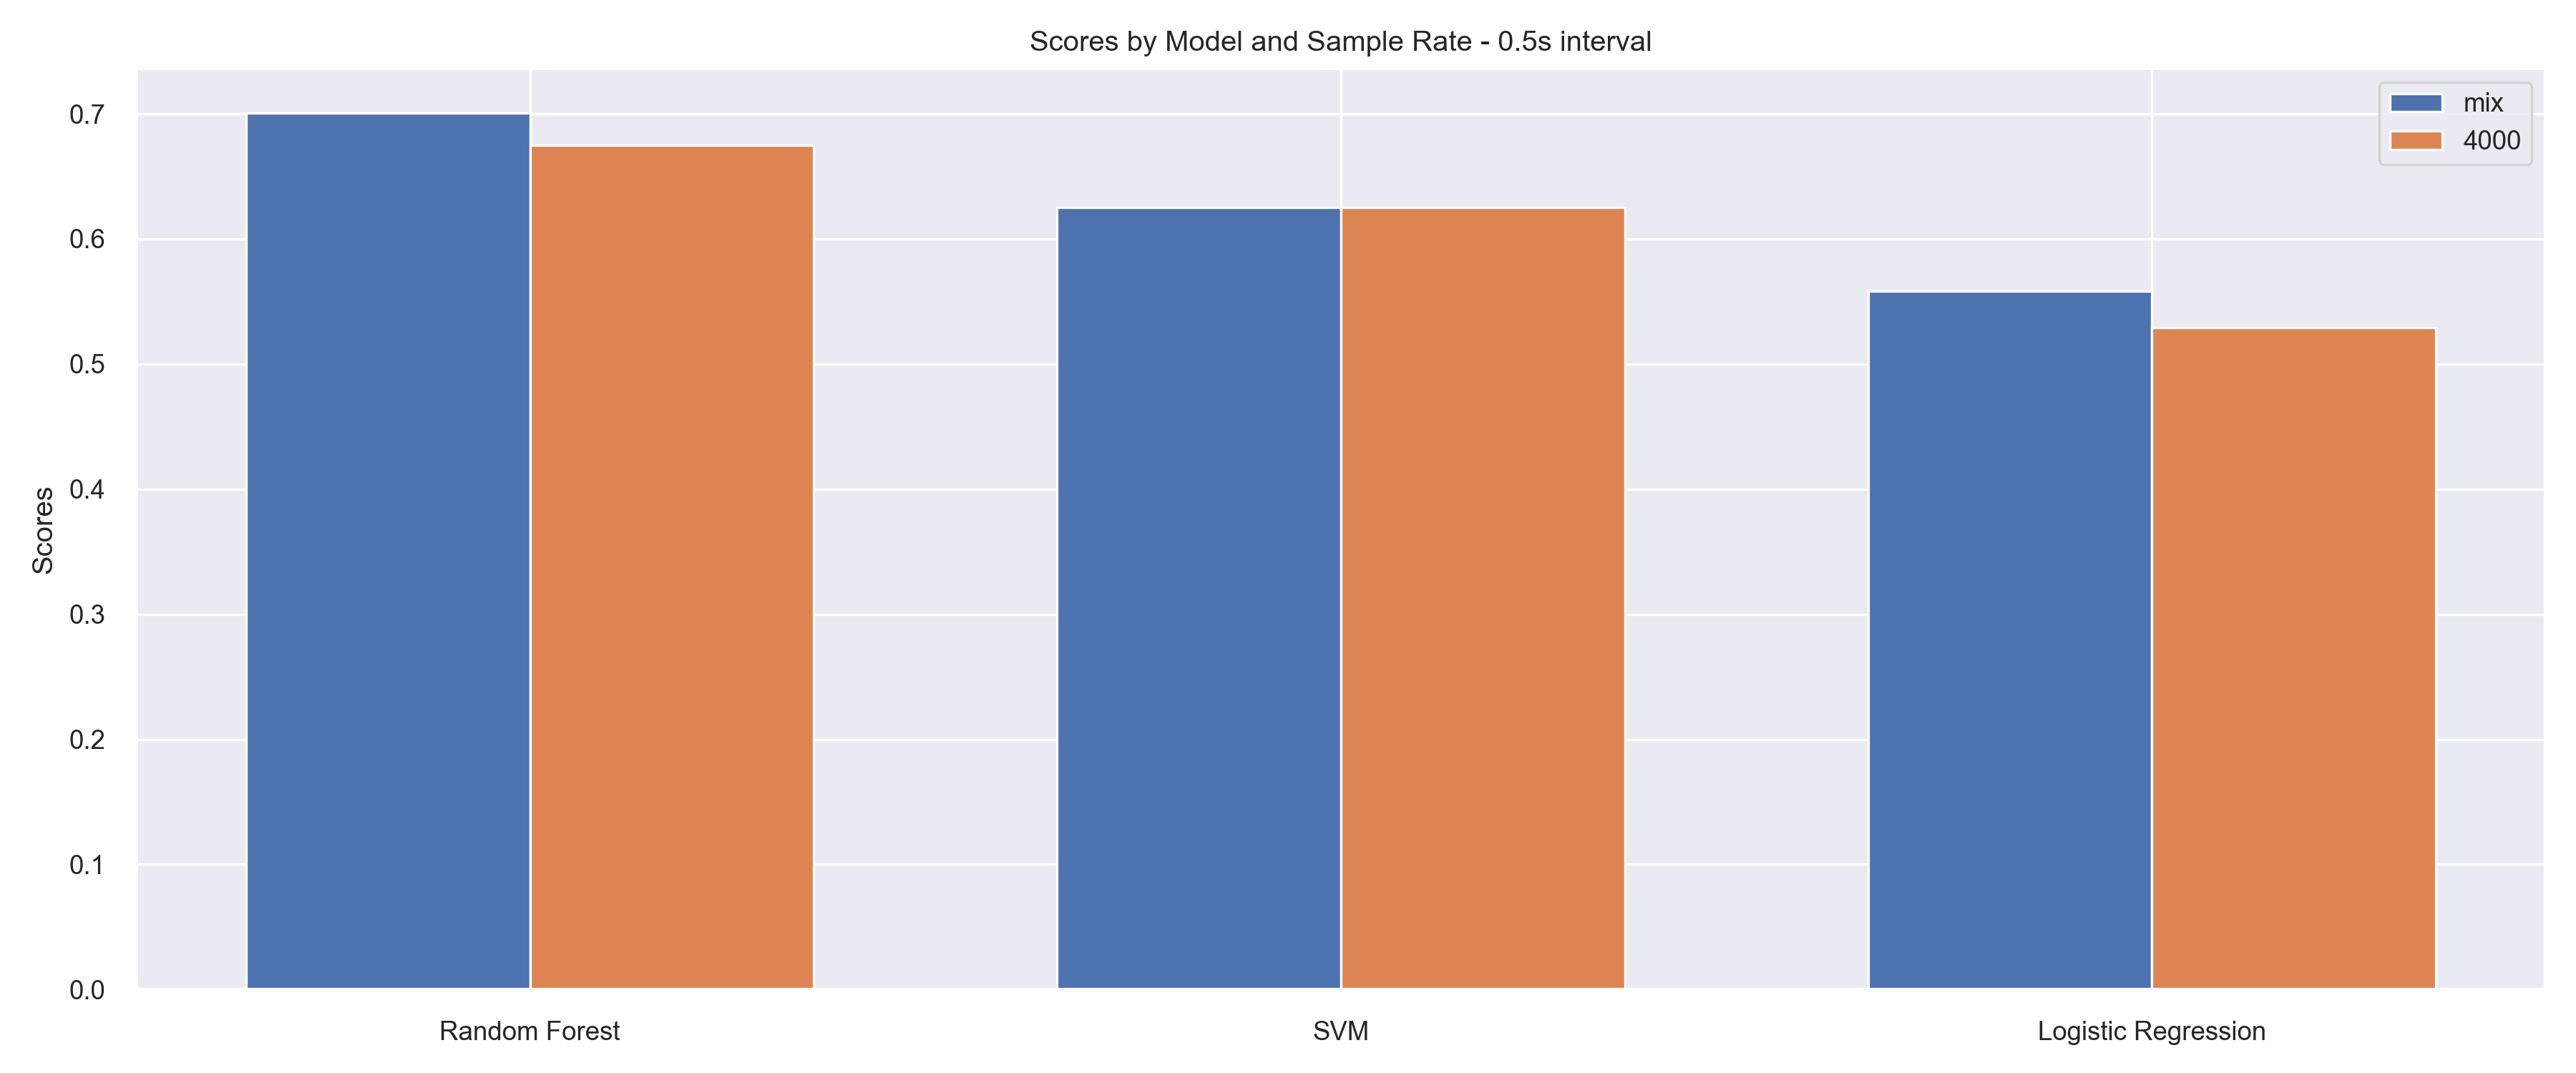 Scores by Model and Sample Rate - 0.5s interval
mix
4000
0.7
0.6
0.5
0.4
0.3
0.2
0.1
0.0
Scores
Random Forest
SVM
Logistic Regression